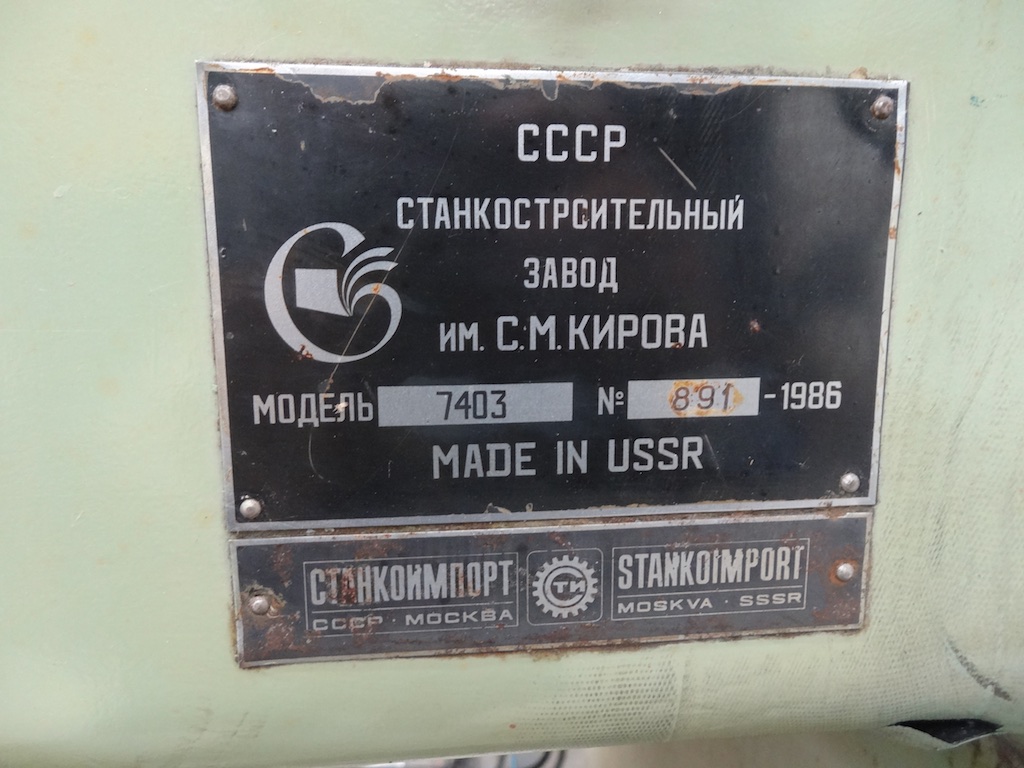 СССР
СТАНКОСТРСИТЕЛЬНЫЙ
ЗАВОД
ИМ. С.М.КИРОВА
МОДЕЛЬ 7403 № 891 -1986
MADE IN USSR
СТАНКОИМПОРТ
СССР · МОСКВА
СТИ
STANKOIMPORT
MOSKVA · SSSR